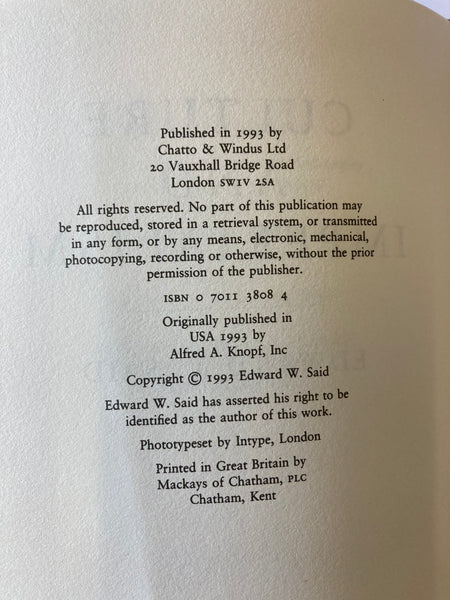 Published in 1993 by
Chatto & Windus Ltd
20 Vauxhall Bridge Road
London SW1V 2SA
All rights reserved. No part of this publication may
be reproduced, stored in a retrieval system, or transmitted
in any form, or by any means, electronic, mechanical,
photocopying, recording or otherwise, without the prior
permission of the publisher.
ISBN 0 7011 3808 4
Originally published in
USA 1993 by
Alfred A. Knopf, Inc
Copyright © 1993 Edward W. Said
Edward W. Said has asserted his right to be
identified as the author of this work.
Phototypeset by Intype, London
Printed in Great Britain by
Mackays of Chatham, PLC
Chatham, Kent